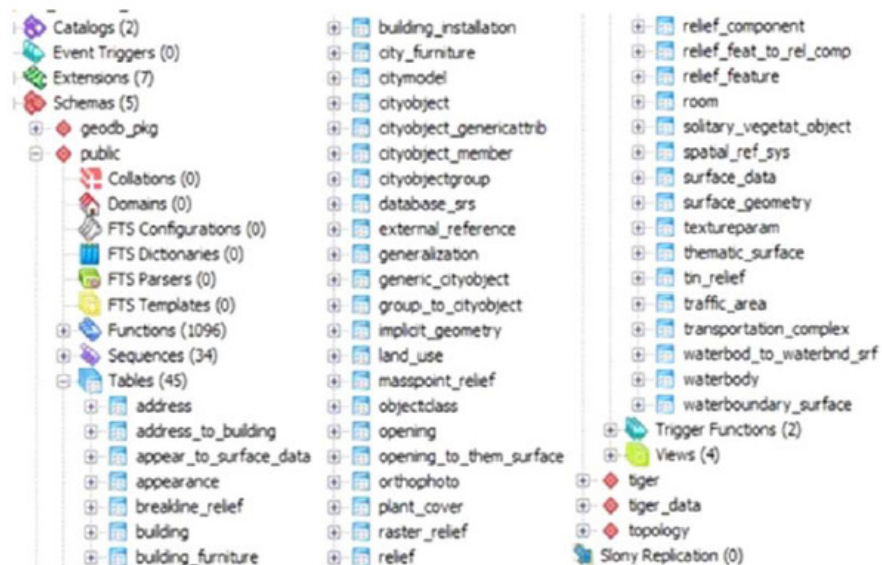 Catalogs (2)
Event Triggers (0)
Extensions (7)
Schemas (5)
geodb_pkg
public
Collations (0)
Domains (0)
FTS Configurations (0)
FTS Dictionaries (0)
FTS Parsers (0)
FTS Templates (0)
Functions (1096)
Sequences (34)
Tables (45)
address
address_to_building
appear_to_surface_data
appearance
breakline_relief
building
building_furniture
building_installation
city_furniture
citymodel
cityobject
cityobject_genericattrib
cityobject_member
cityobjectgroup
database_srs
external_reference
generalization
generic_cityobject
group_to_cityobject
implicit_geometry
land_use
masspoint_relief
objectclass
opening
opening_to_them_surface
orthophoto
plant_cover
raster_relief
relief
relief_component
relief_feat_to_rel_comp
relief_feature
room
solitary_vegetat_object
spatial_ref_sys
surface_data
surface_geometry
textureparam
thematic_surface
tin_relief
traffic_area
transportation_complex
waterbod_to_waterbnd_srf
waterbody
waterboundary_surface
Trigger Functions (2)
Views (4)
tiger
tiger_data
topology
Slony Replication (0)